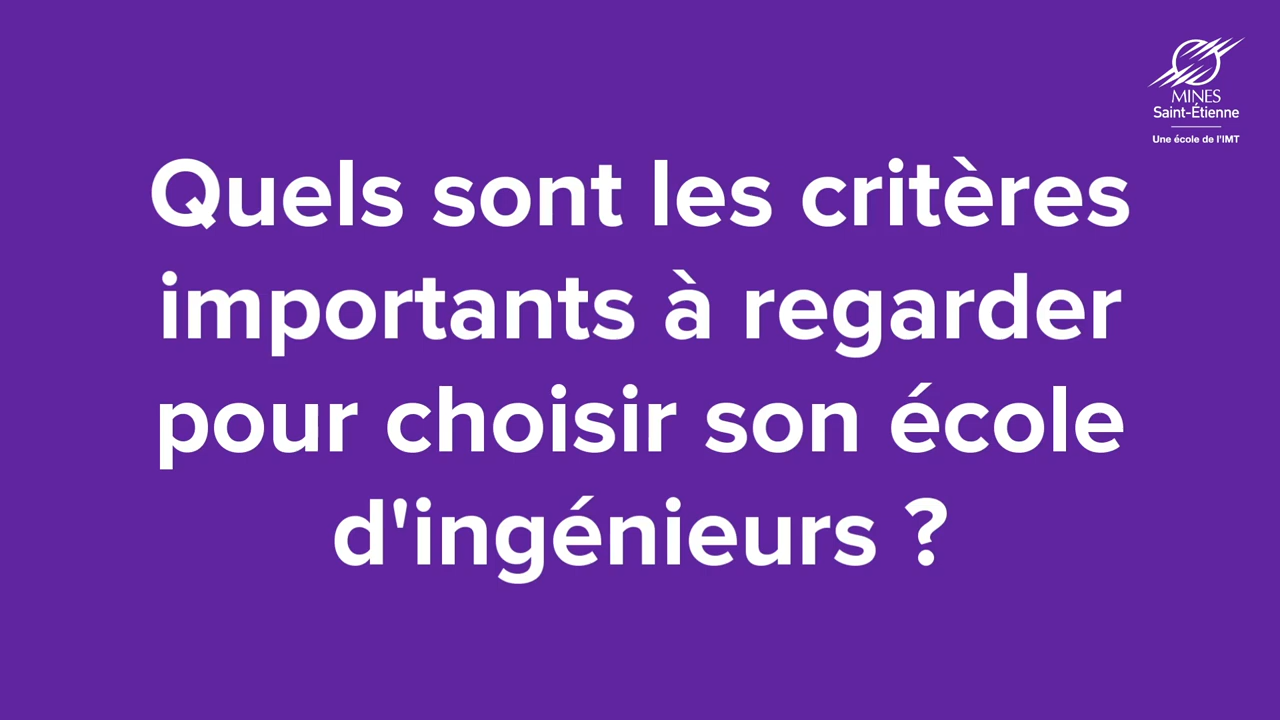 MINES
Saint-Étienne
Une école de l'IMT
Quels sont les critères
importants à regarder
pour choisir son école
d'ingénieurs ?